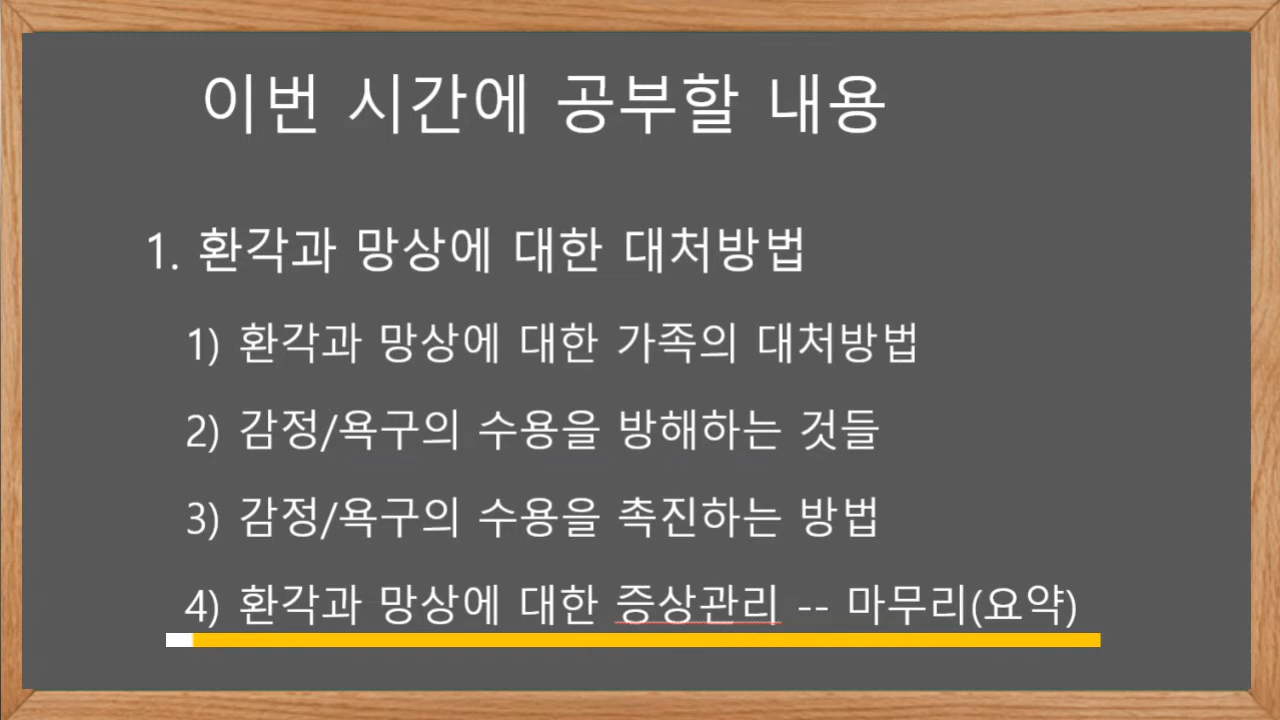 이번 시간에 공부할 내용
1. 환각과 망상에 대한 대처방법
1) 환각과 망상에 대한 가족의 대처방법
2) 감정/욕구의 수용을 방해하는 것들
3) 감정/욕구의 수용을 촉진하는 방법
4) 환각과 망상에 대한 증상관리 -- 마무리(요약)